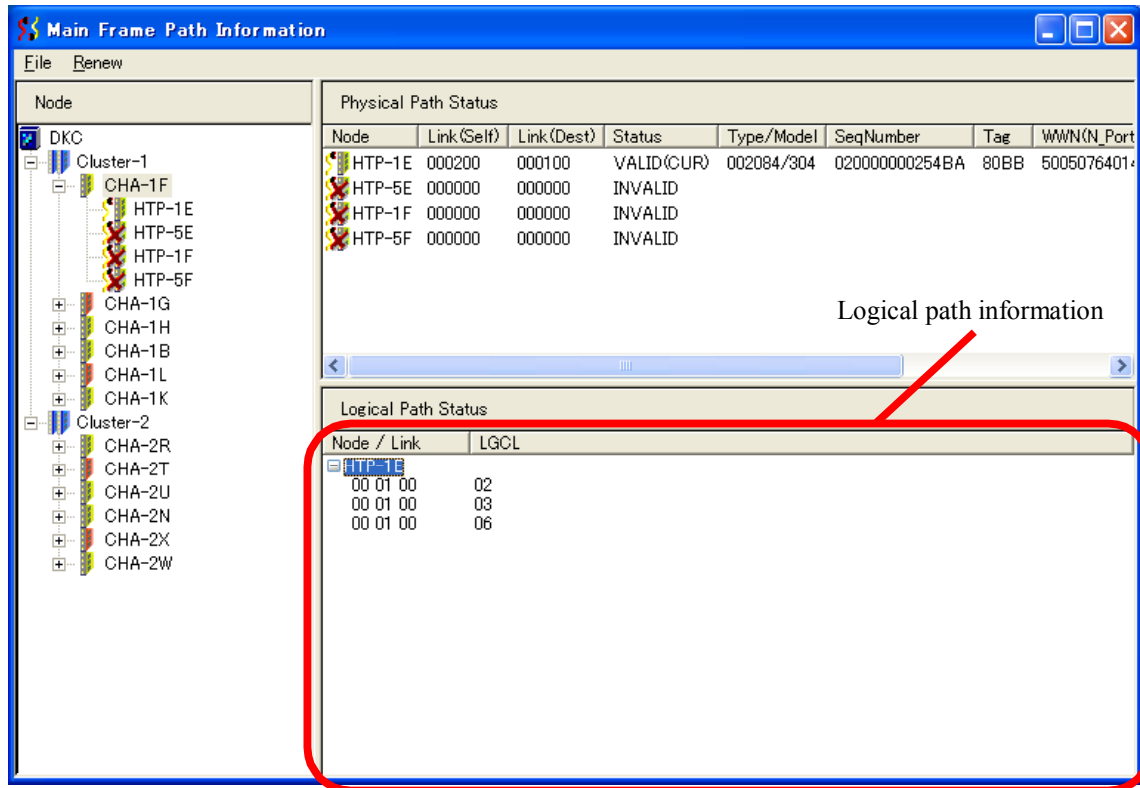 Main Frame Path Information
File Renew
Node
DKC
Cluster-1
CHA-1F
HTP-1E
HTP-5E
HTP-1F
HTP-5F
CHA-1G
CHA-1H
CHA-1B
CHA-1L
CHA-1K
Cluster-2
CHA-2R
CHA-2T
CHA-2U
CHA-2N
CHA-2X
CHA-2W
Physical Path Status
Node Link(Self) Link(Dest) Status Type/Model SeqNumber Tag WWN(N_Port
HTP-1E 000200 000100 VALID(CUR) 002084/304 020000000254BA 80BB 50050764014
HTP-5E 000000 000000 INVALID
HTP-1F 000000 000000 INVALID
HTP-5F 000000 000000 INVALID
Logical path information
Logical Path Status
Node / Link LGCL
HTP-1E
00 01 00 02
00 01 00 03
00 01 00 06